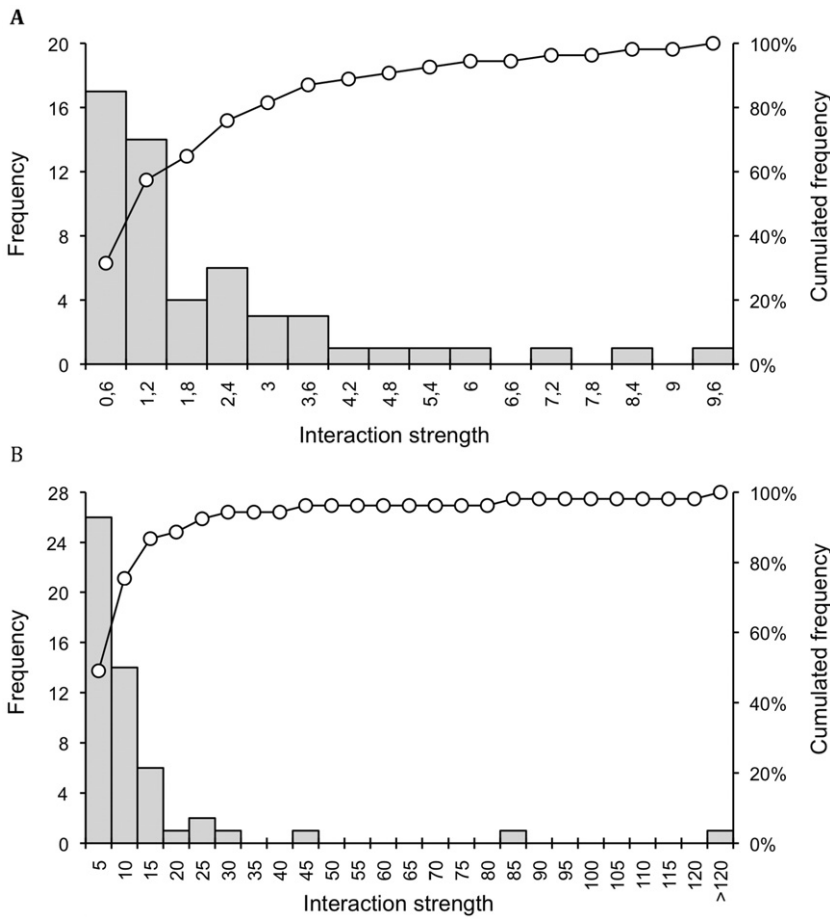 A
20
16
12
8
4
0
Frequency
100%
80%
60%
40%
20%
0%
Cumulated frequency
0,6 1,2 1,8 2,4 3 3,6 4,2 4,8 5,4 6 6,6 7,2 7,8 8,4 9 9,6
Interaction strength
B
28
24
20
16
12
8
4
0
Frequency
100%
80%
60%
40%
20%
0%
Cumulated frequency
5 10 15 20 25 30 35 40 45 50 55 60 65 70 75 80 85 90 95 100 105 110 115 120 >120
Interaction strength